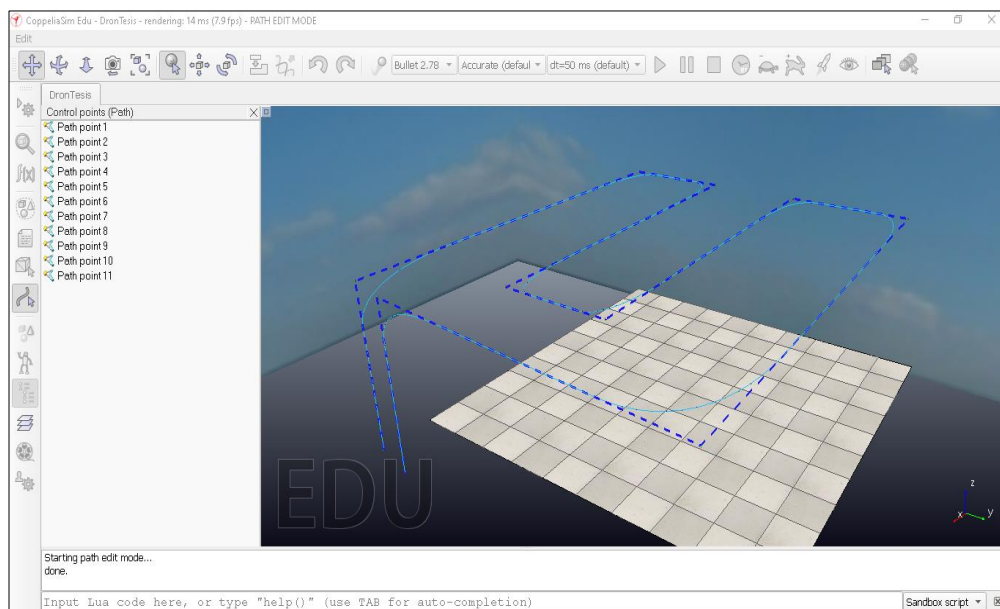 CoppeliaSim Edu - DronTesis - rendering: 14 ms (7.9 fps) - PATH EDIT MODE
Edit
Bullet 2.78
Accurate (defaul
dt=50 ms (default)
DronTesis
Control points (Path)
Path point 1
Path point 2
Path point 3
Path point 4
Path point 5
Path point 6
Path point 7
Path point 8
Path point 9
Path point 10
Path point 11
f(x)
EDU
z
x
y
Starting path edit mode...
done.
Input Lua code here, or type "help()" (use TAB for auto-completion)
Sandbox script